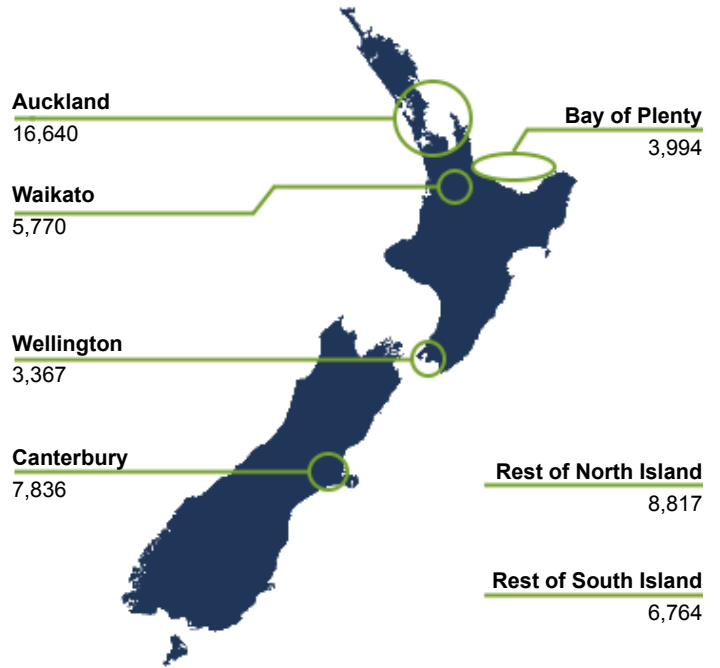 Auckland
16,640
Bay of Plenty
3,994
Waikato
5,770
Wellington
3,367
Canterbury
7,836
Rest of North Island
8,817
Rest of South Island
6,764